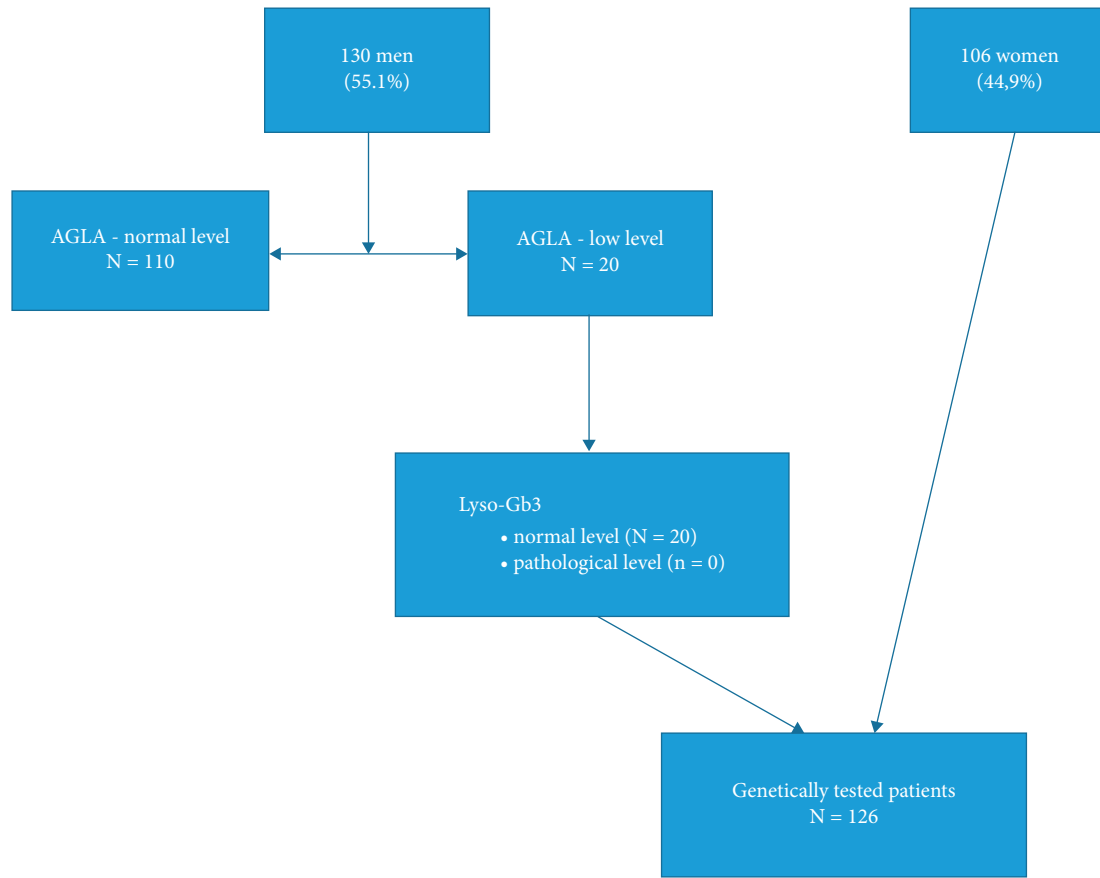 130 men
(55.1%)
106 women
(44,9%)
AGLA - normal level
N = 110
AGLA - low level
N = 20
Lyso-Gb3
• normal level (N = 20)
• pathological level (n = 0)
Genetically tested patients
N = 126